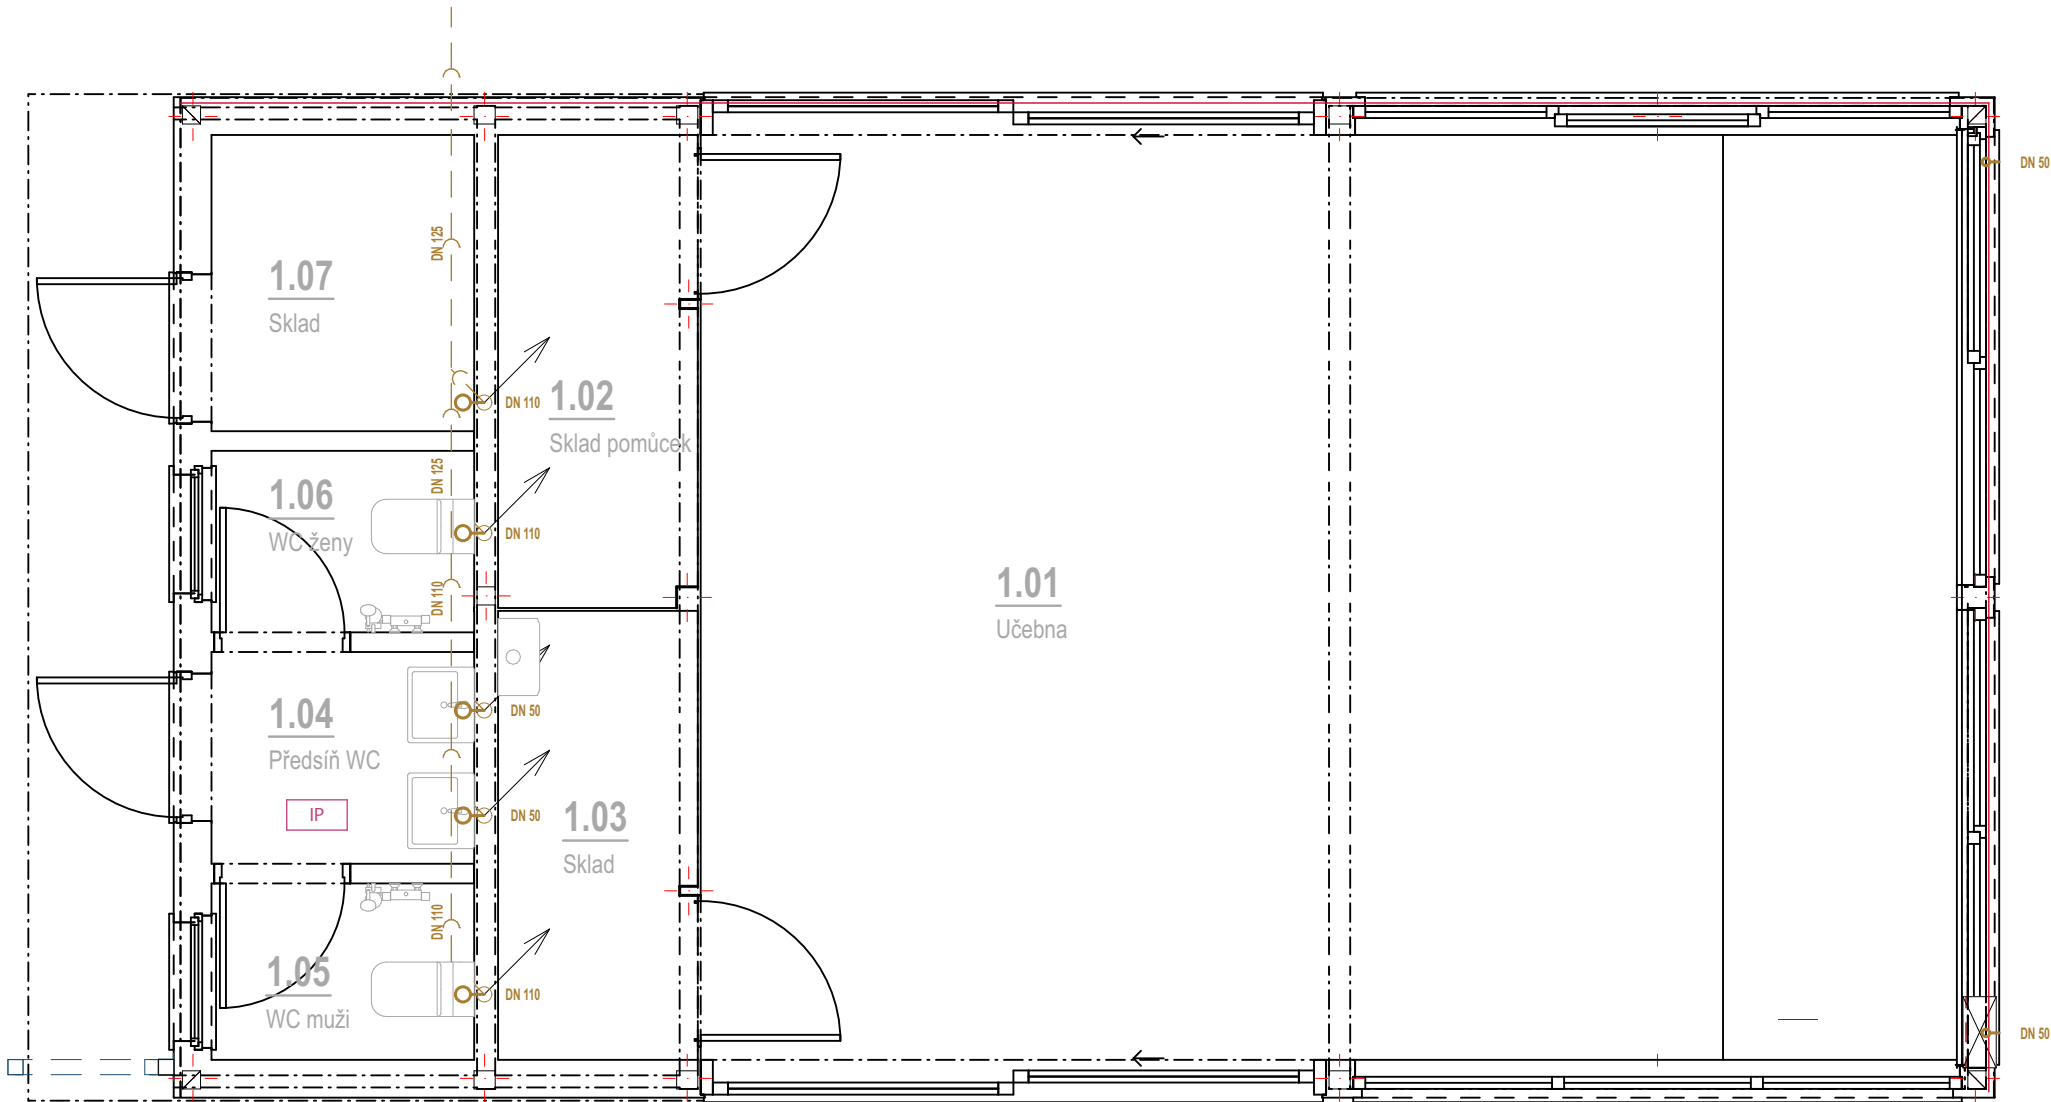 DN 50
DN 125
1.07
Sklad
1.02
DN 110
Sklad pomůcek
DN 125
1.06
WC ženy
DN 110
DN 110
1.01
Učebna
1.04
DN 50
Předsíň WC
IP
DN 50
1.03
Sklad
DN 110
1.05
DN 110
WC muži
DN 50